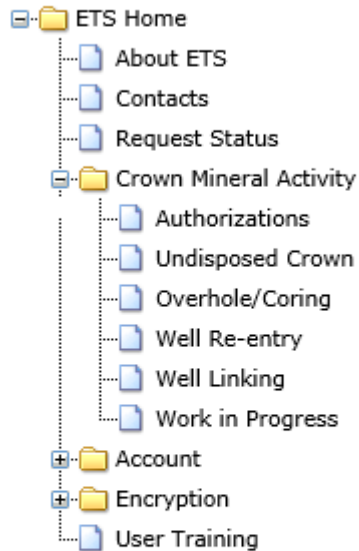 ETS Home
About ETS
Contacts
Request Status
Crown Mineral Activity
Authorizations
Undisposed Crown
Overhole/Coring
Well Re-entry
Well Linking
Work in Progress
Account
Encryption
User Training